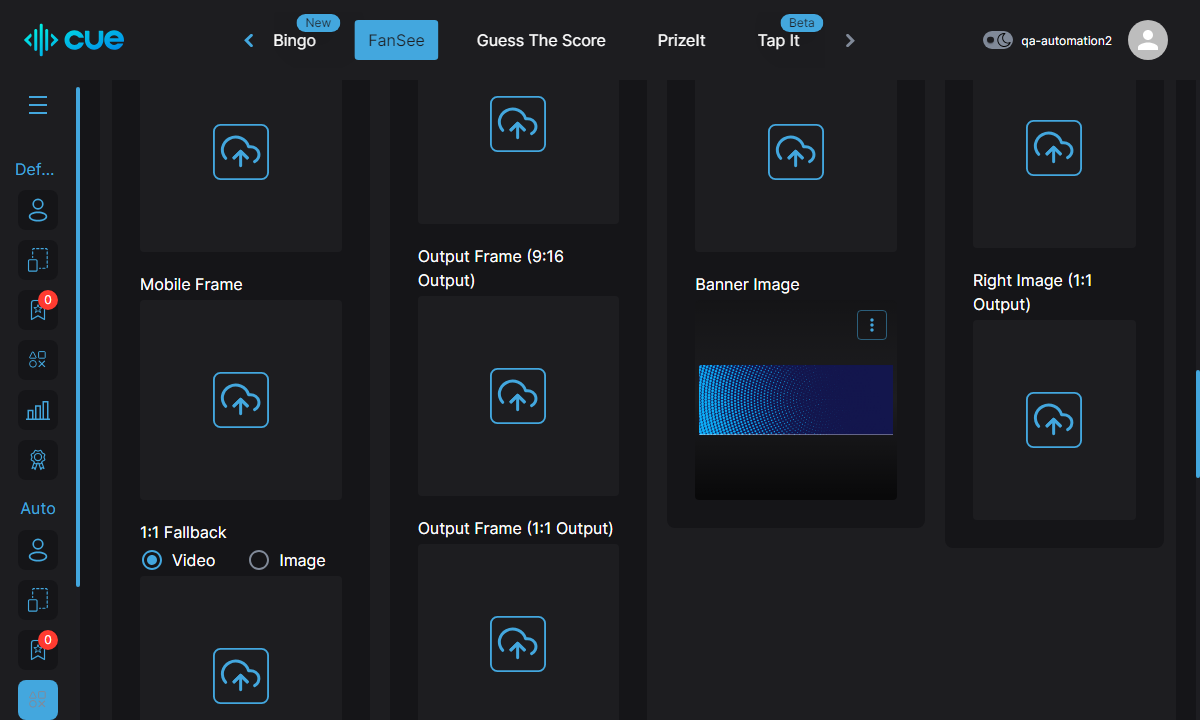 cue
New
Bingo
FanSee
Guess The Score
PrizeIt
Beta
Tap It
qa-automation2
Def...
0
Auto
0
Mobile Frame
1:1 Fallback
Video
Image
Output Frame (9:16
Output)
Output Frame (1:1 Output)
Banner Image
Right Image (1:1
Output)